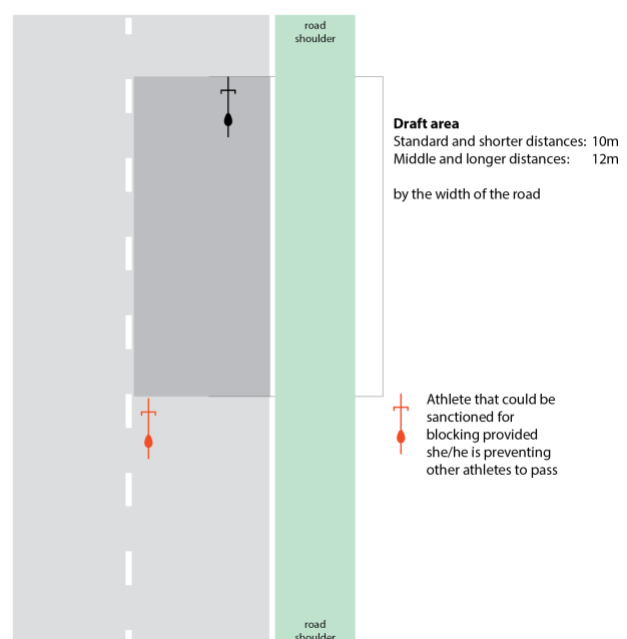 road
shoulder
Draft area
Standard and shorter distances: 10m
Middle and longer distances: 12m
by the width of the road
Athlete that could be
sanctioned for
blocking provided
she/he is preventing
other athletes to pass
road
shoulder